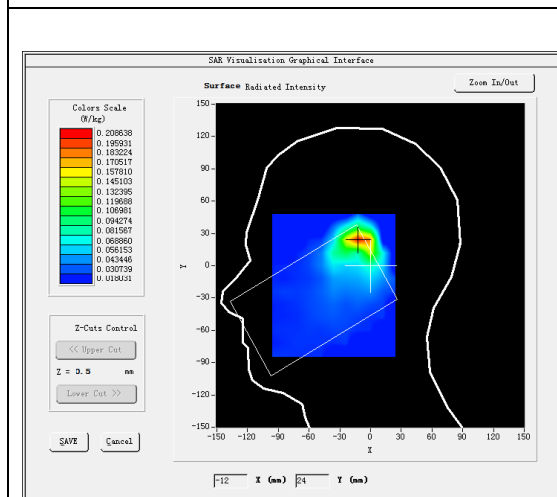 SAR Visualisation Graphical Interface
Surface Radiated Intensity
Zoom In/Out
Colors Scale
(W/kg)
0.208638
0.195931
0.183224
0.170517
0.157810
0.145103
0.132395
0.119688
0.106981
0.094274
0.081567
0.068860
0.056153
0.043446
0.030739
0.018031
Z-Cuts Control
<< Upper Cut
Z = 0.5 mm
Lower Cut >>
SAVE Cancel
150
120
90
60
30
0
-30
-60
-90
-120
-150
Y
-150 -120 -90 -60 -30 0 30 60 90 120 150
X
-12 X (mm) 24 Y (mm)